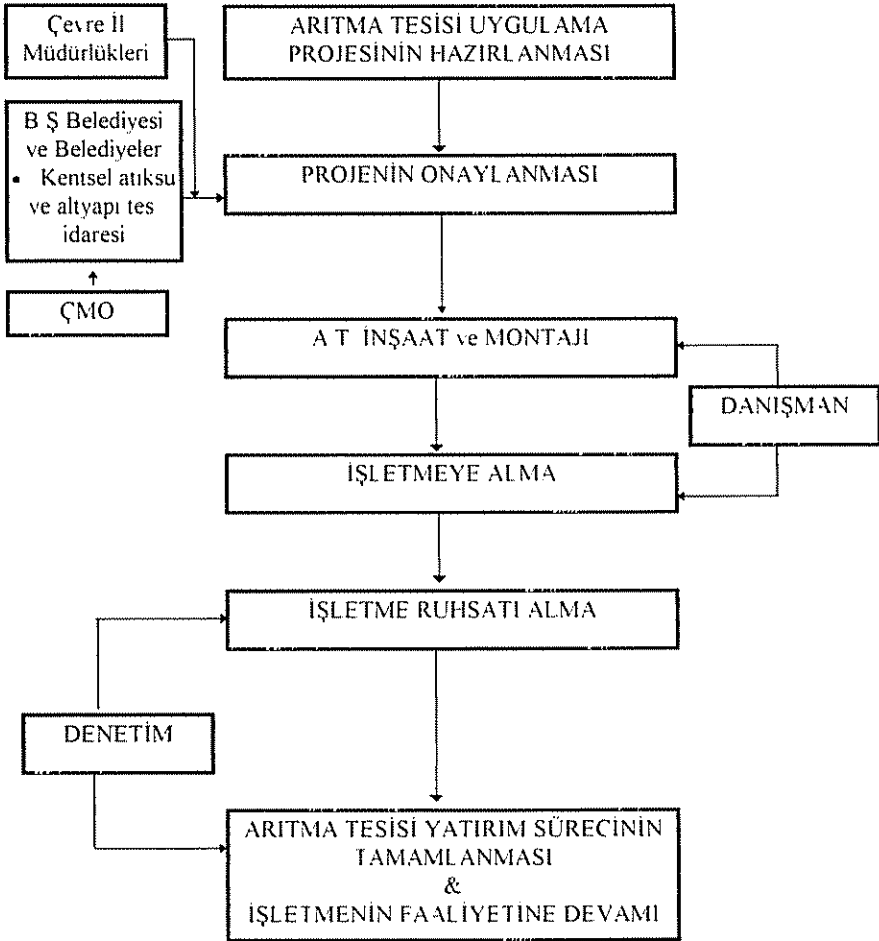 Çevre İl
Müdürlükleri
ARITMA TESİSİ UYGULAMA
PROJESİNİN HAZIRLANMASI
B Ş Belediyesi
ve Belediyeler
• Kentsel atıksu
ve altyapı tes
idaresi
PROJENİN ONAYLANMASI
ÇMO
A T İNŞAAT ve MONTAJI
DANIŞMAN
İŞLETMEYE ALMA
İŞLETME RUHSATI ALMA
DENETİM
ARITMA TESİSİ YATIRIM SÜRECİNİN
TAMAMLANMASI
&
İŞLETMENİN FAALİYETİNE DEVAMI